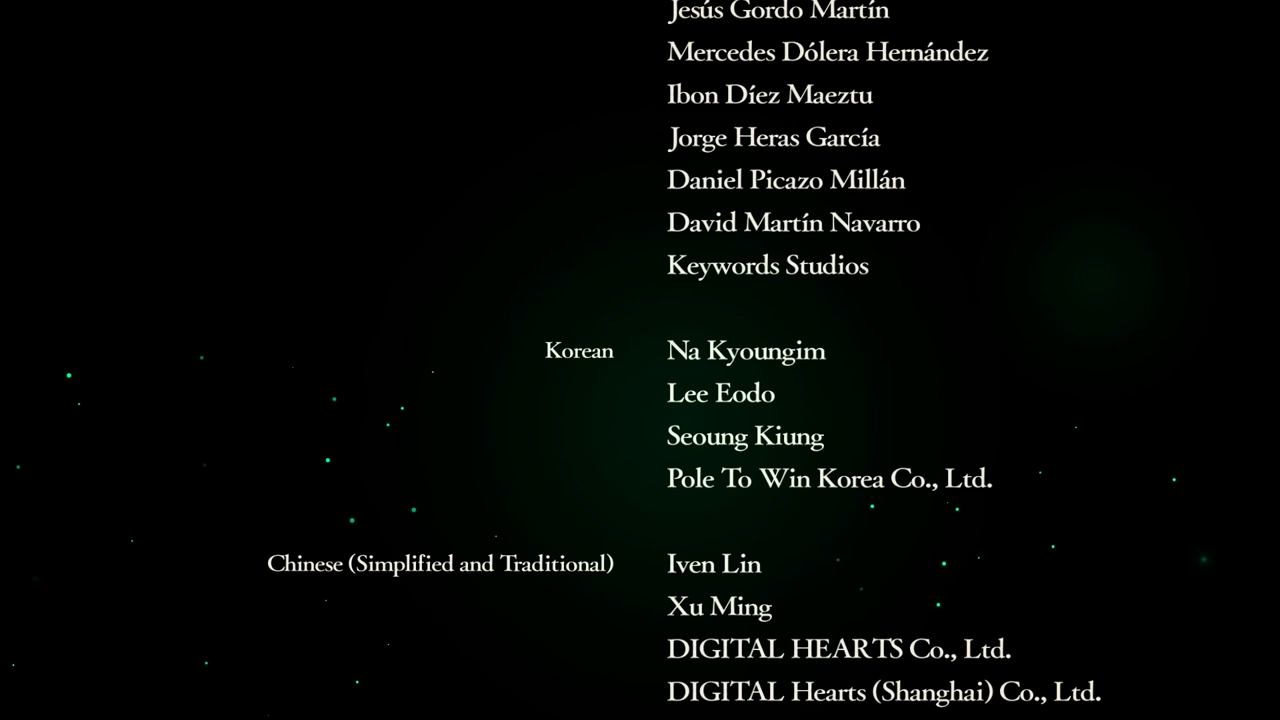 Jesús Gordo Martín
Mercedes Dólera Hernández
Ibon Díez Maeztu
Jorge Heras García
Daniel Picazo Millán
David Martín Navarro
Keywords Studios
Korean Na Kyoungim
Lee Eodo
Seoung Kiung
Pole To Win Korea Co., Ltd.
Chinese (Simplified and Traditional) Iven Lin
Xu Ming
DIGITAL HEARTS Co., Ltd.
DIGITAL Hearts (Shanghai) Co., Ltd.